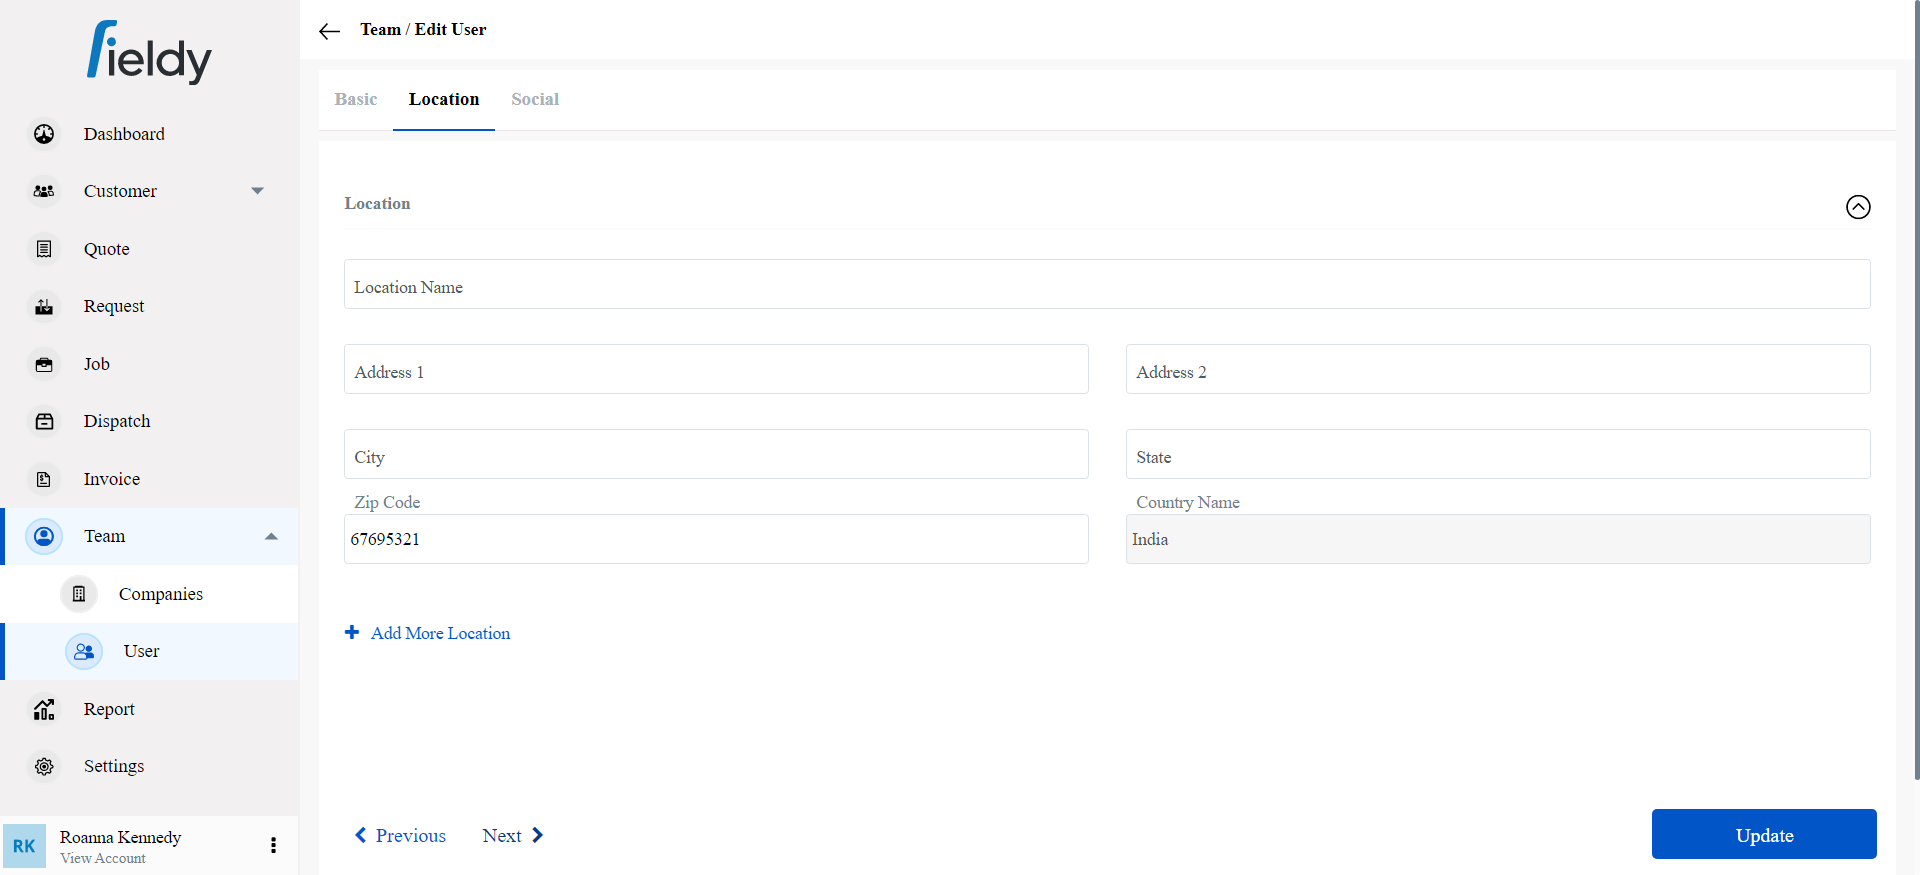 fieldy
Dashboard
Customer
Quote
Request
Job
Dispatch
Invoice
Team
Companies
User
Report
Settings
RK
Roanna Kennedy
View Account
Team / Edit User
Basic Location Social
Location
Location Name
Address 1 Address 2
City State
Zip Code Country Name
67695321 India
Add More Location
Previous Next Update